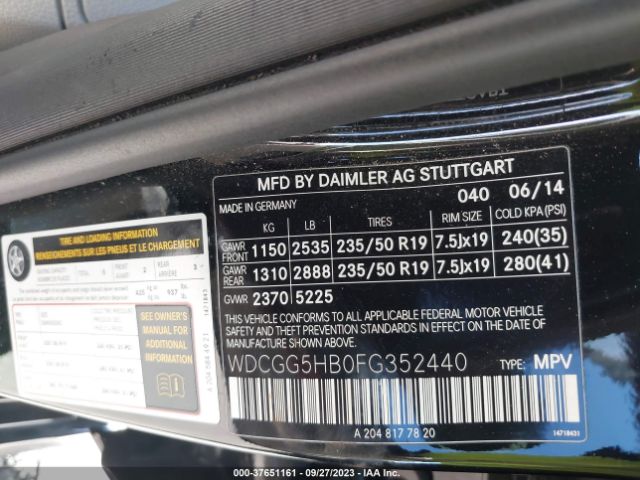 MFD BY DAIMLER AG STUTTGART
MADE IN GERMANY 040 06/14
KG LB TIRES RIM SIZE COLD KPA (PSI)
GAWR FRONT 1150 2535 235/50 R19 7.5Jx19 240(35)
GAWR REAR 1310 2888 235/50 R19 7.5Jx19 280(41)
GVWR 2370 5225
THIS VEHICLE CONFORMS TO ALL APPLICABLE FEDERAL MOTOR VEHICLE
SAFETY AND THEFT PREVENTION STANDARDS IN EFFECT ON THE DATE OF
MANUFACTURE SHOWN ABOVE.
WDCGG5HB0FG352440 TYPE: MPV
A 204 817 78 20
14718431
TIRE AND LOADING INFORMATION
RENSEIGNEMENTS SUR LES PNEUS ET LE CHARGEMENT
SEE OWNER'S
MANUAL FOR
ADDITIONAL
INFORMATION
A 204 584 49 21
000-37651161 - 09/27/2023 - IAA Inc.